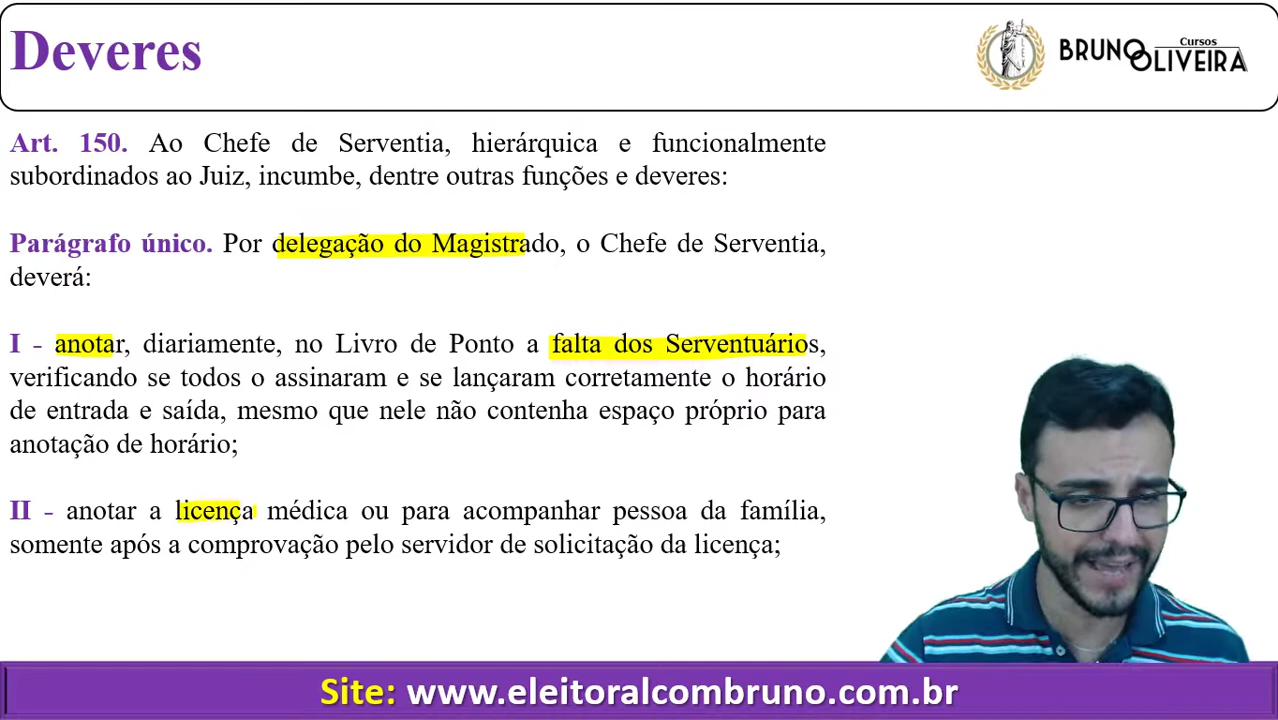 Deveres
Cursos
BRUNO
OLIVEIRA
Art. 150. Ao Chefe de Serventia, hierárquica e funcionalmente
subordinados ao Juiz, incumbe, dentre outras funções e deveres:
Parágrafo único. Por delegação do Magistrado, o Chefe de Serventia,
deverá:
I - anotar, diariamente, no Livro de Ponto a falta dos Serventuários,
verificando se todos o assinaram e se lançaram corretamente o horário
de entrada e saída, mesmo que nele não contenha espaço próprio para
anotação de horário;
II - anotar a licença médica ou para acompanhar pessoa da família,
somente após a comprovação pelo servidor de solicitação da licença;
Site: www.eleitoralcombruno.com.br